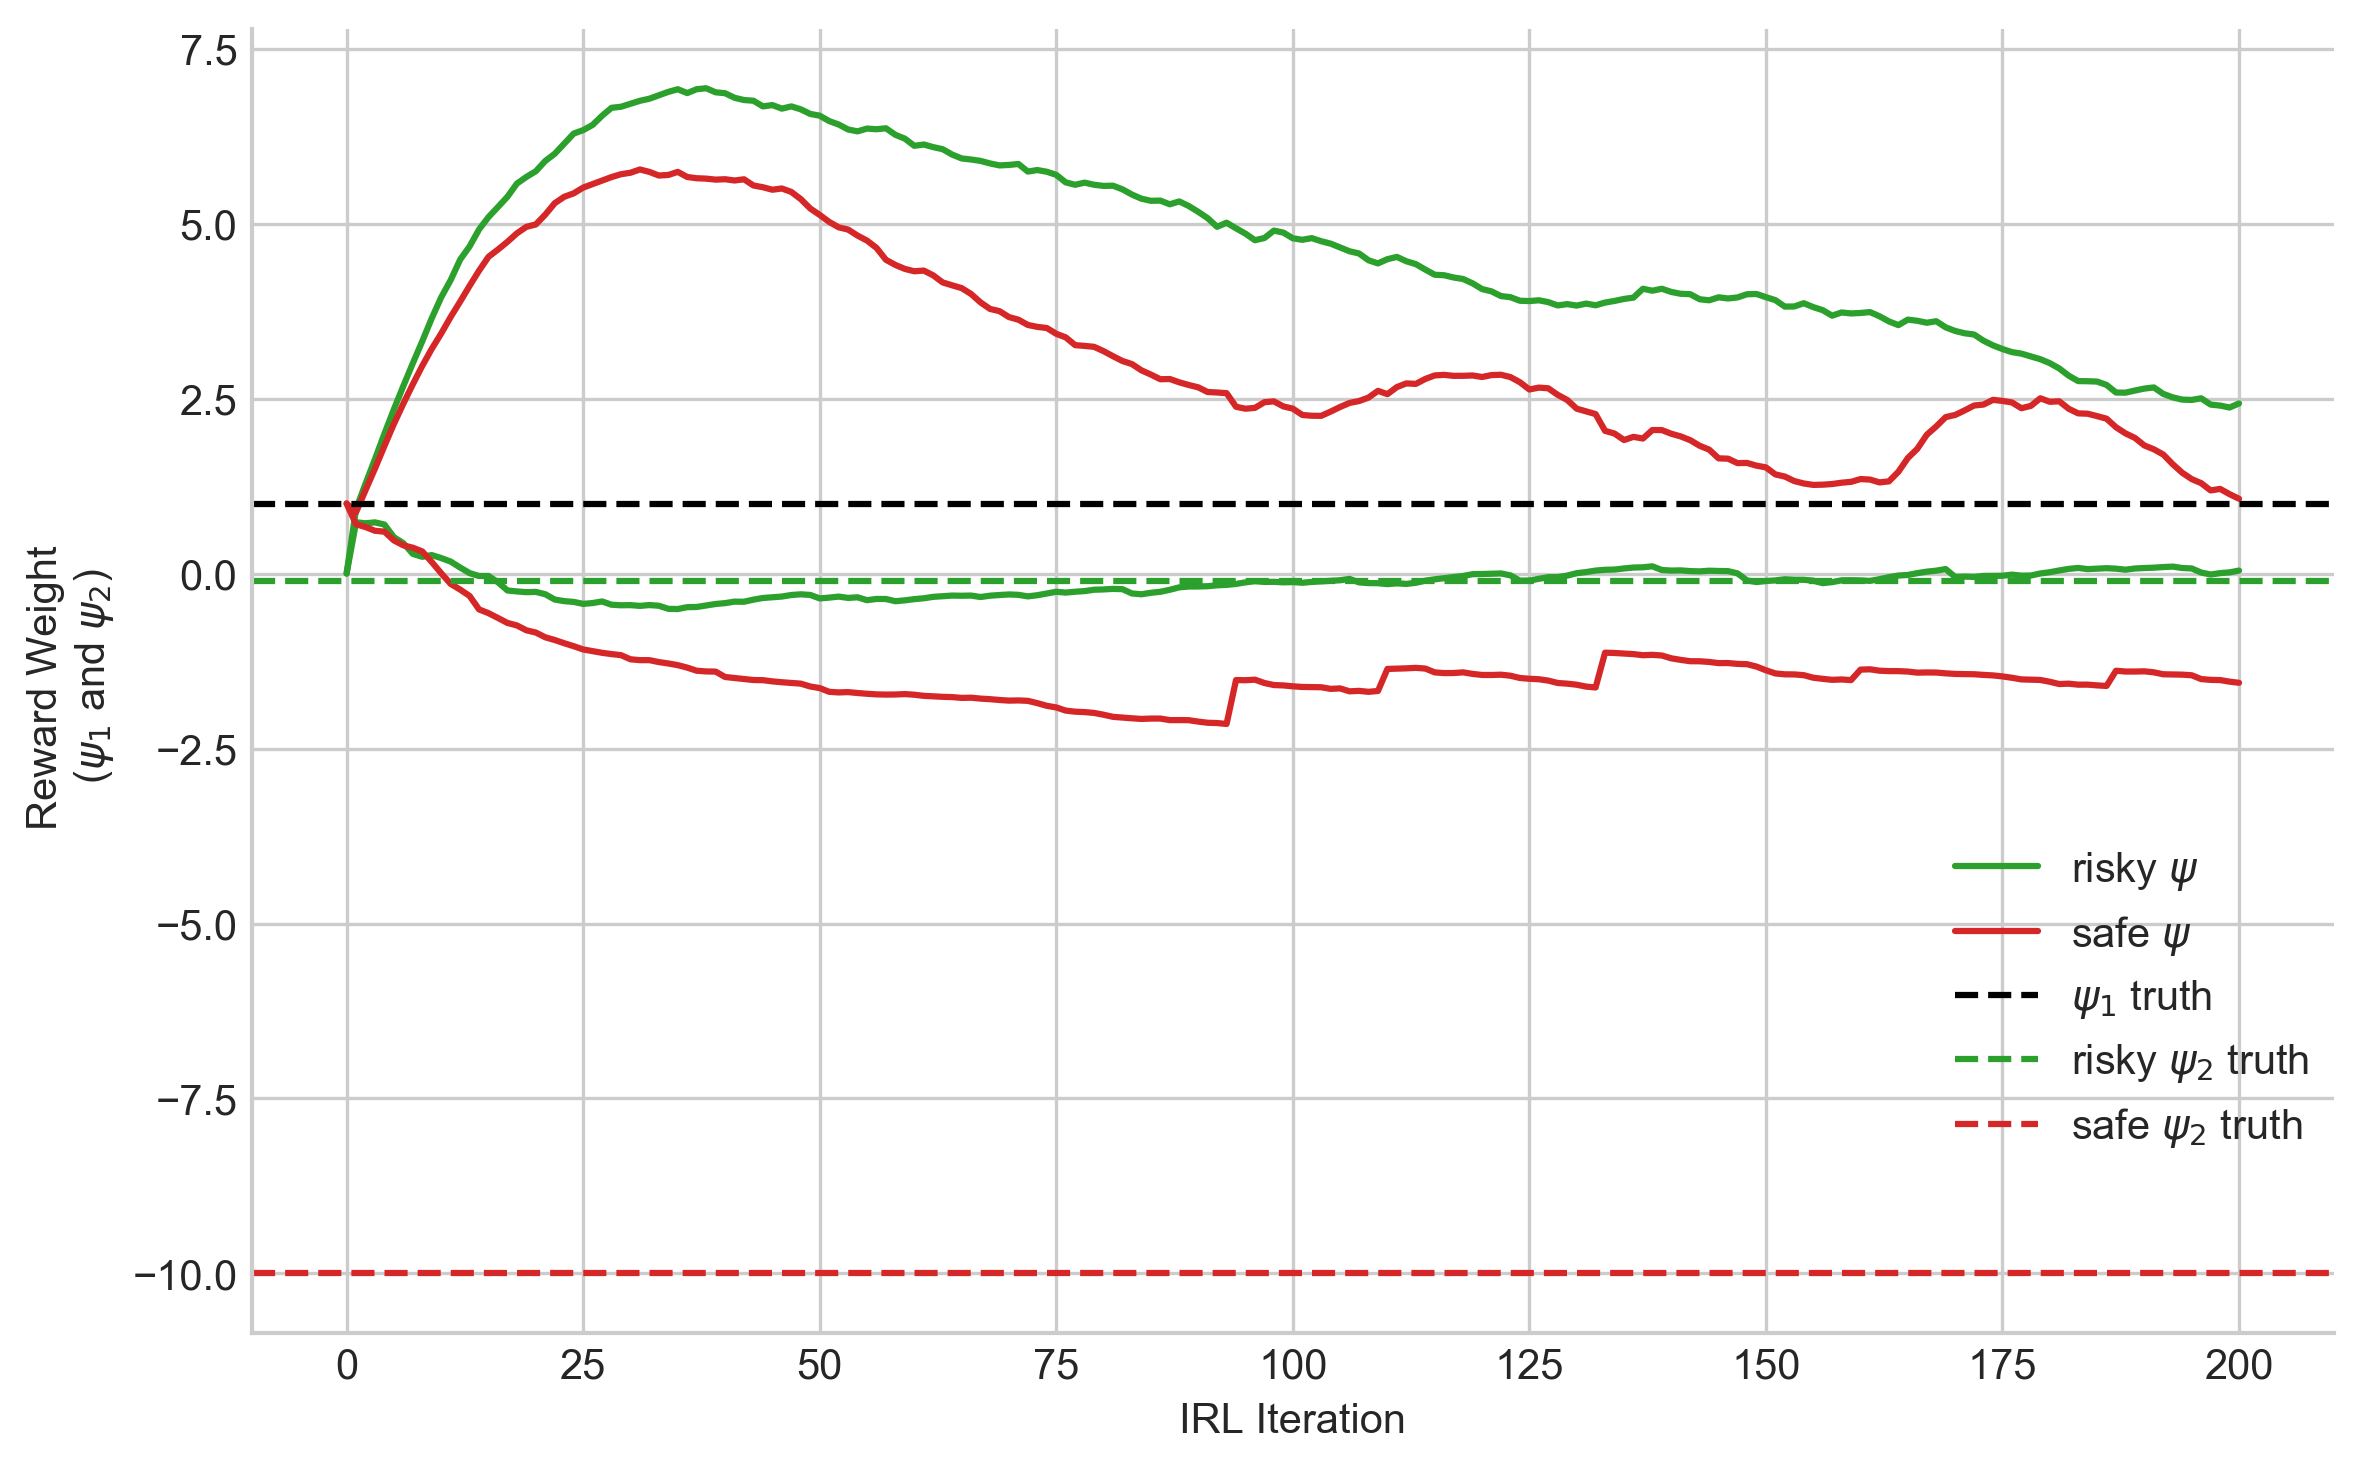 7.5
5.0
2.5
0.0
−2.5
−5.0
−7.5
−10.0
Reward Weight
(ψ₁ and ψ₂)
risky ψ
safe ψ
ψ₁ truth
risky ψ₂ truth
safe ψ₂ truth
0 25 50 75 100 125 150 175 200
IRL Iteration